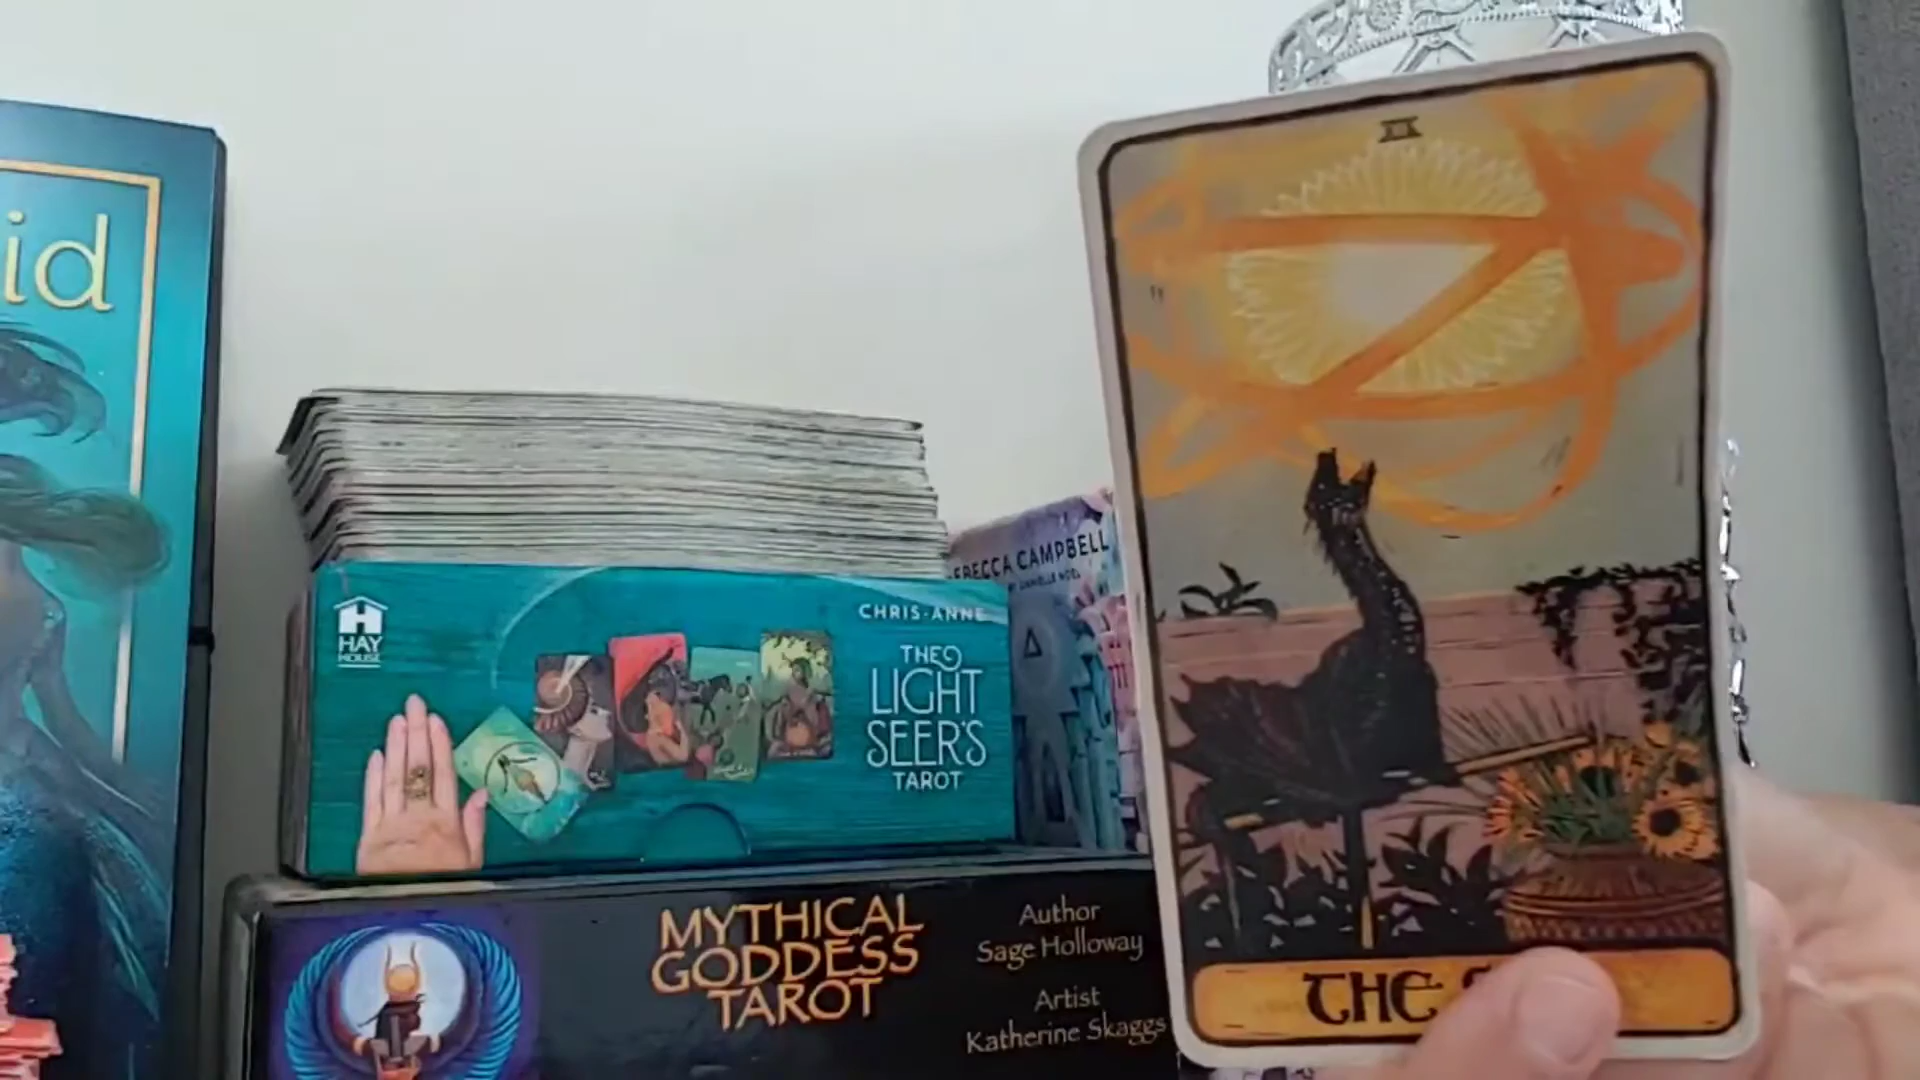 id
HAY
HOUSE
CHRIS-ANNE
THE
LIGHT
SEER'S
TAROT
EBECCA CAMPBELL
MYTHICAL
GODDESS
TAROT
Author
Sage Holloway
Artist
Katherine Skaggs
THE